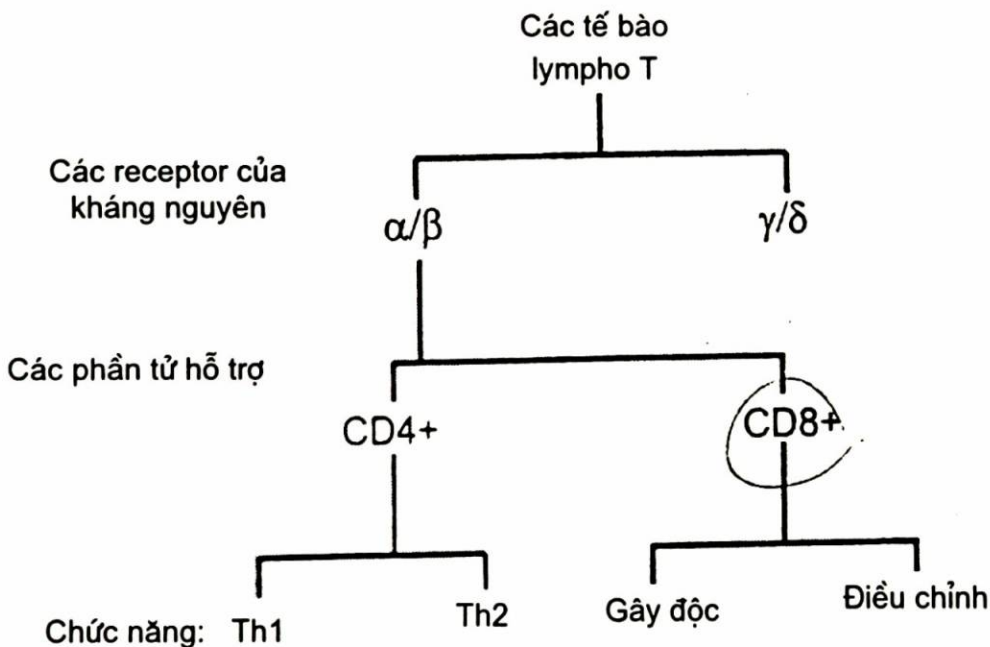 Các tế bào
lympho T
Các receptor của
kháng nguyên
α/β
γ/δ
Các phần tử hỗ trợ
CD4+
CD8+
Chức năng: Th1
Th2
Gây độc
Điều chỉnh